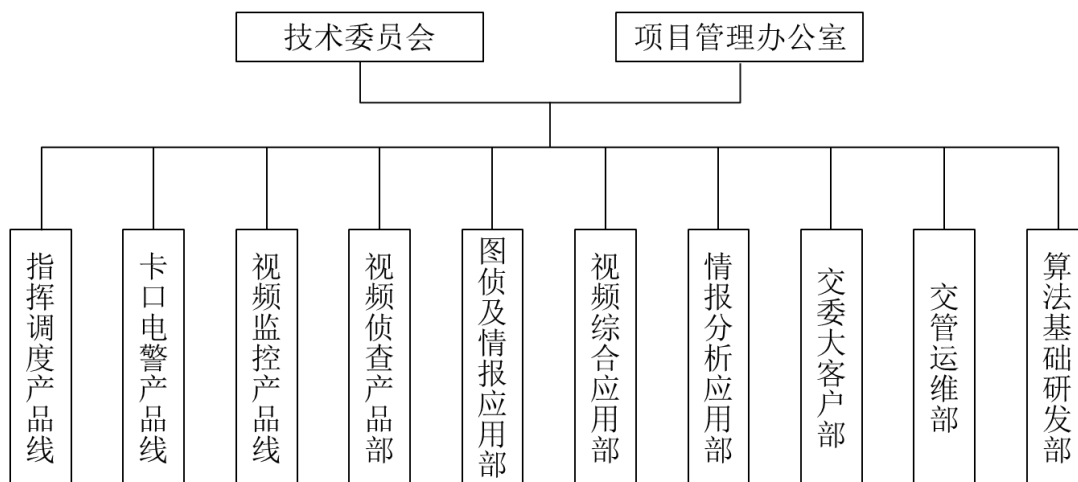 技术委员会
项目管理办公室
指挥调度产品线
卡口电警产品线
视频监控产品线
视频侦查产品部
图侦及情报应用部
视频综合应用部
情报分析应用部
交委大客户部
交管运维部
算法基础研发部